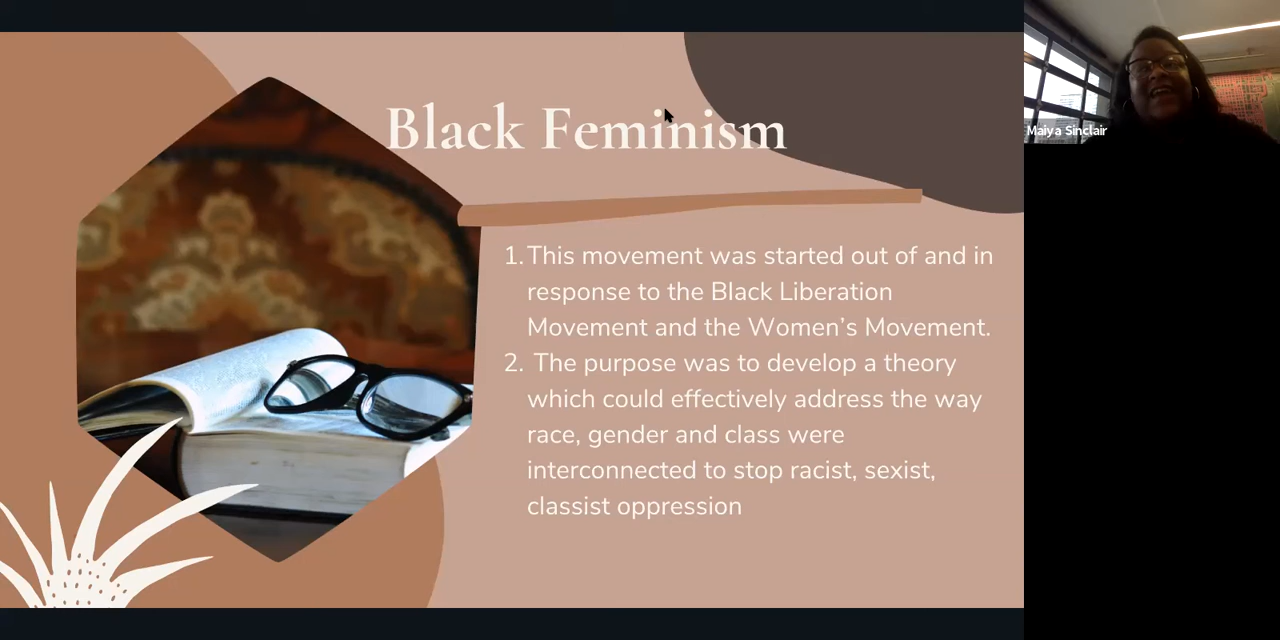 Black Feminism
Maiya Sinclair
1. This movement was started out of and in
response to the Black Liberation
Movement and the Women’s Movement.
2. The purpose was to develop a theory
which could effectively address the way
race, gender and class were
interconnected to stop racist, sexist,
classist oppression